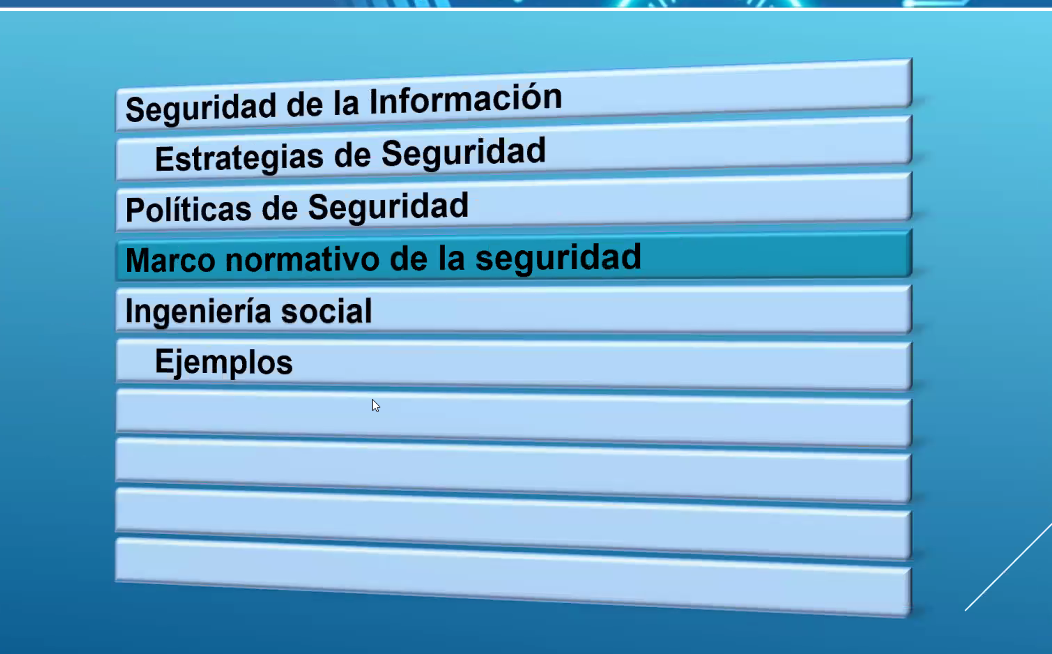 Seguridad de la Información
Estrategias de Seguridad
Políticas de Seguridad
Marco normativo de la seguridad
Ingeniería social
Ejemplos